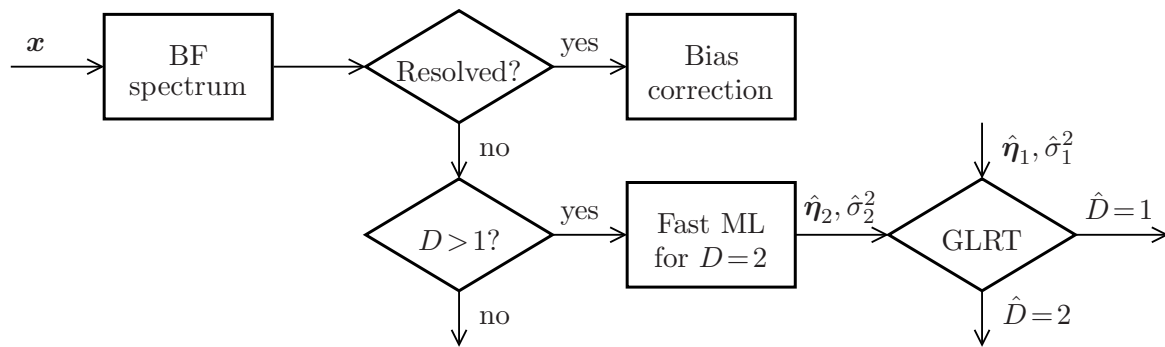 𝒙
BF
spectrum
Resolved?
yes
Bias
correction
no
D > 1?
yes
Fast ML
for D = 2
η̂₂, σ̂₂²
η̂₁, σ̂₁²
GLRT
D̂ = 1
no
D̂ = 2